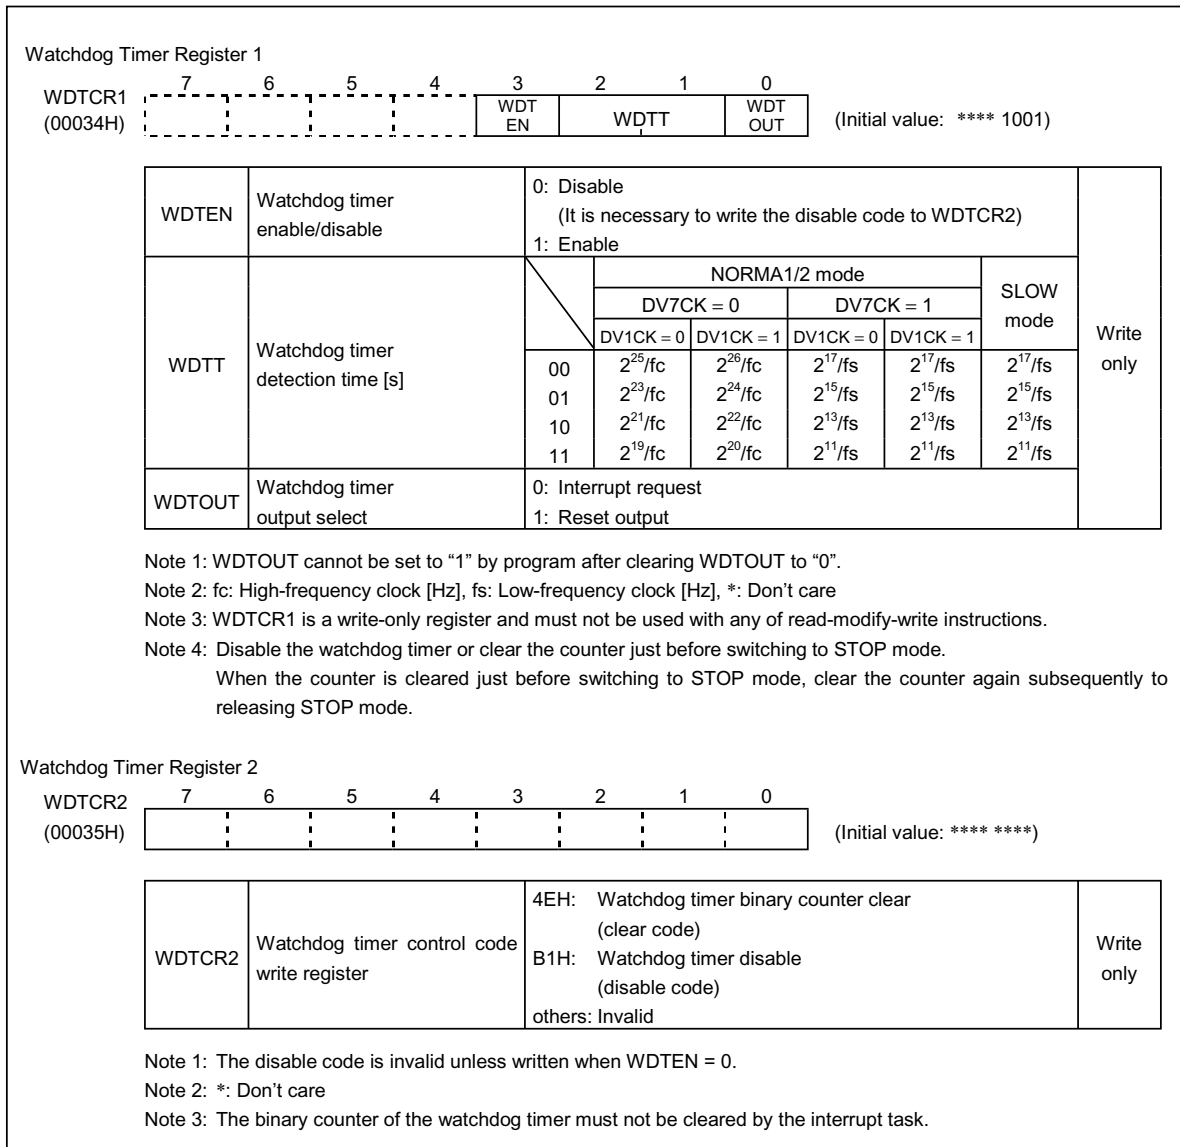 Watchdog Timer Register 1
7 6 5 4 3 2 1 0
WDTCR1
(00034H)
WDT EN
WDTT
WDT OUT
(Initial value: **** 1001)
WDTEN
Watchdog timer
enable/disable
0: Disable
(It is necessary to write the disable code to WDTCR2)
1: Enable
Write only
WDTT
Watchdog timer
detection time [s]
NORMA1/2 mode
SLOW mode
DV7CK = 0 DV7CK = 1
DV1CK = 0 DV1CK = 1 DV1CK = 0 DV1CK = 1
00 2^25/fc 2^26/fc 2^17/fs 2^17/fs 2^17/fs
01 2^23/fc 2^24/fc 2^15/fs 2^15/fs 2^15/fs
10 2^21/fc 2^22/fc 2^13/fs 2^13/fs 2^13/fs
11 2^19/fc 2^20/fc 2^11/fs 2^11/fs 2^11/fs
WDTOUT
Watchdog timer
output select
0: Interrupt request
1: Reset output
Note 1: WDTOUT cannot be set to “1” by program after clearing WDTOUT to “0”.
Note 2: fc: High-frequency clock [Hz], fs: Low-frequency clock [Hz], *: Don’t care
Note 3: WDTCR1 is a write-only register and must not be used with any of read-modify-write instructions.
Note 4: Disable the watchdog timer or clear the counter just before switching to STOP mode.
When the counter is cleared just before switching to STOP mode, clear the counter again subsequently to
releasing STOP mode.
Watchdog Timer Register 2
7 6 5 4 3 2 1 0
WDTCR2
(00035H)
(Initial value: **** ****)
WDTCR2
Watchdog timer control code
write register
4EH: Watchdog timer binary counter clear
(clear code)
B1H: Watchdog timer disable
(disable code)
others: Invalid
Write only
Note 1: The disable code is invalid unless written when WDTEN = 0.
Note 2: *: Don’t care
Note 3: The binary counter of the watchdog timer must not be cleared by the interrupt task.